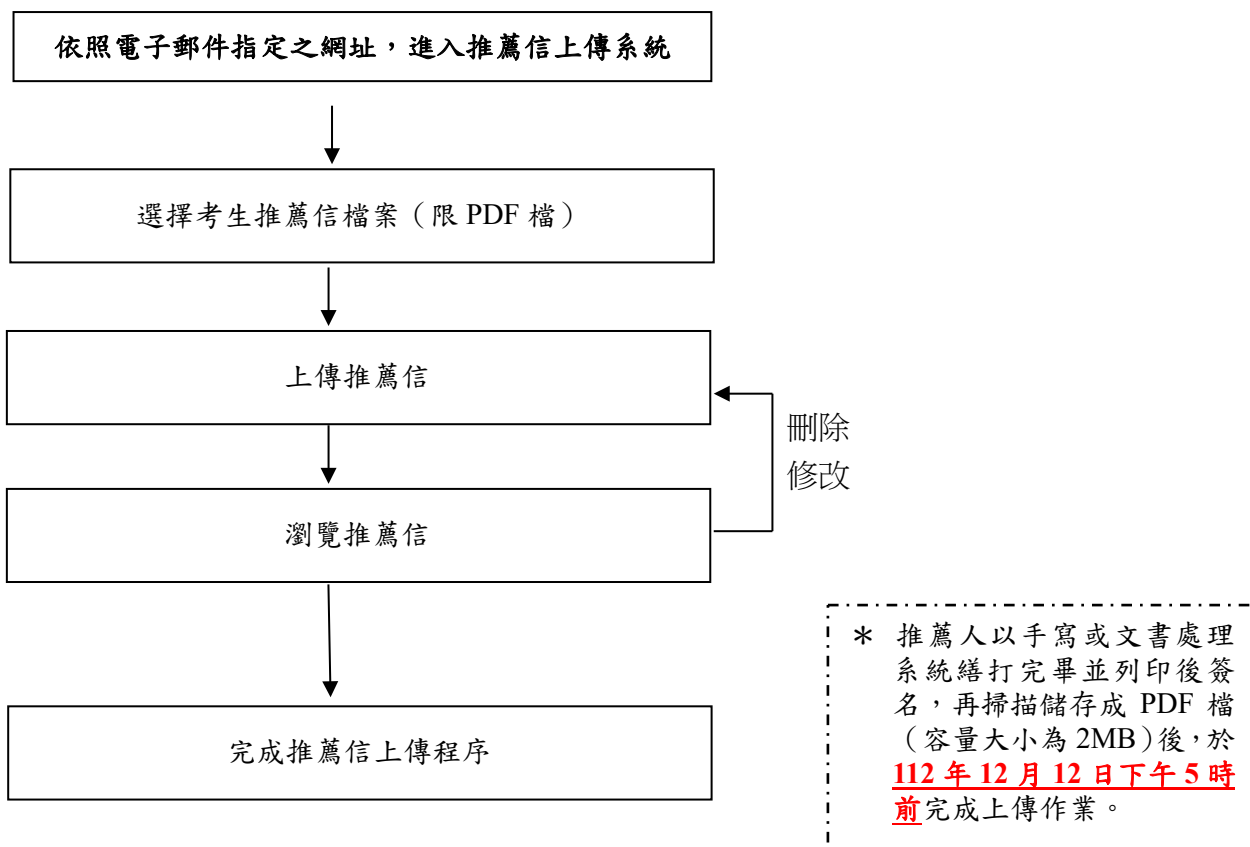 依照電子郵件指定之網址，進入推薦信上傳系統
選擇考生推薦信檔案（限 PDF 檔）
上傳推薦信
刪除
修改
瀏覽推薦信
＊ 推薦人以手寫或文書處理
系統繕打完畢並列印後簽
名，再掃描儲存成 PDF 檔
（容量大小為 2MB）後，於
112 年 12 月 12 日下午 5 時
前完成上傳作業。
完成推薦信上傳程序